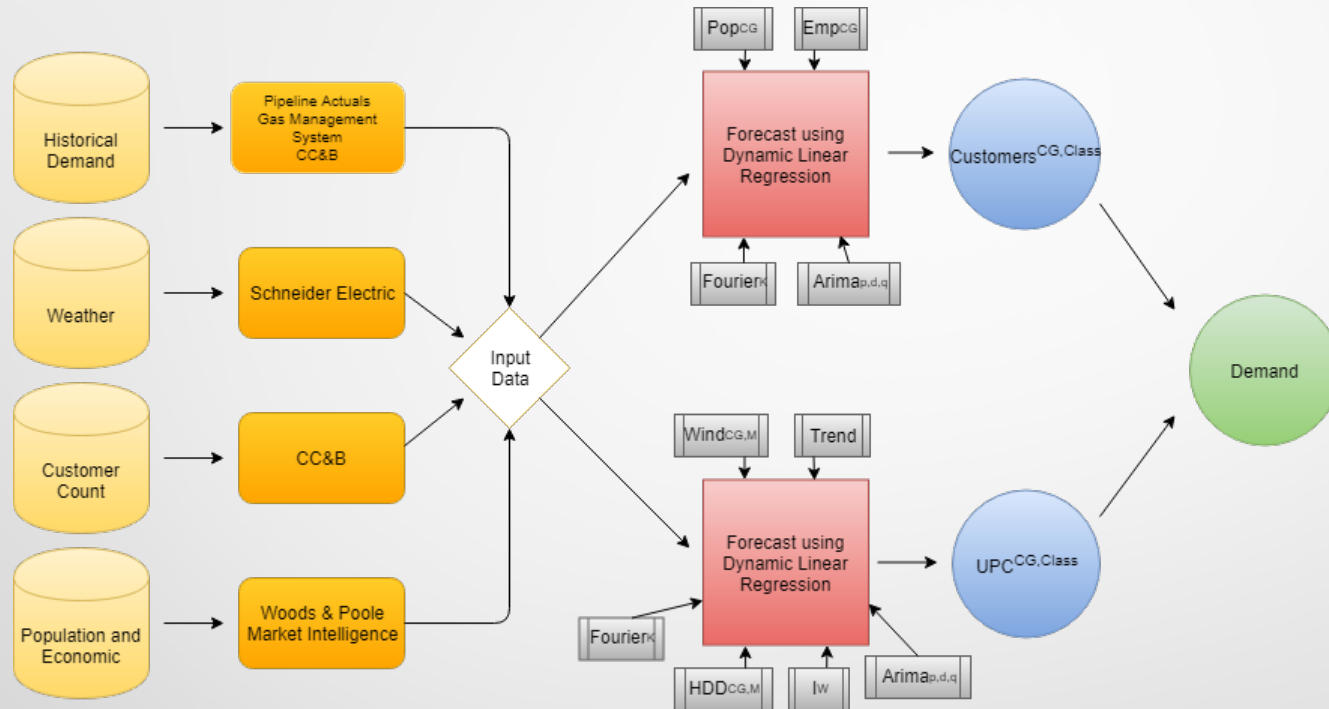 Historical
Demand
Pipeline Actuals
Gas Management
System
CC&B
Weather
Schneider Electric
Customer
Count
CC&B
Population and
Economic
Woods & Poole
Market Intelligence
Input
Data
PopCG
EmpCG
Forecast using
Dynamic Linear
Regression
FourierK
Arimap,d,q
CustomersCG,Class
WindCG,M
Trend
Forecast using
Dynamic Linear
Regression
FourierK
HDDCG,M
IW
Arimap,d,q
UPCCG,Class
Demand